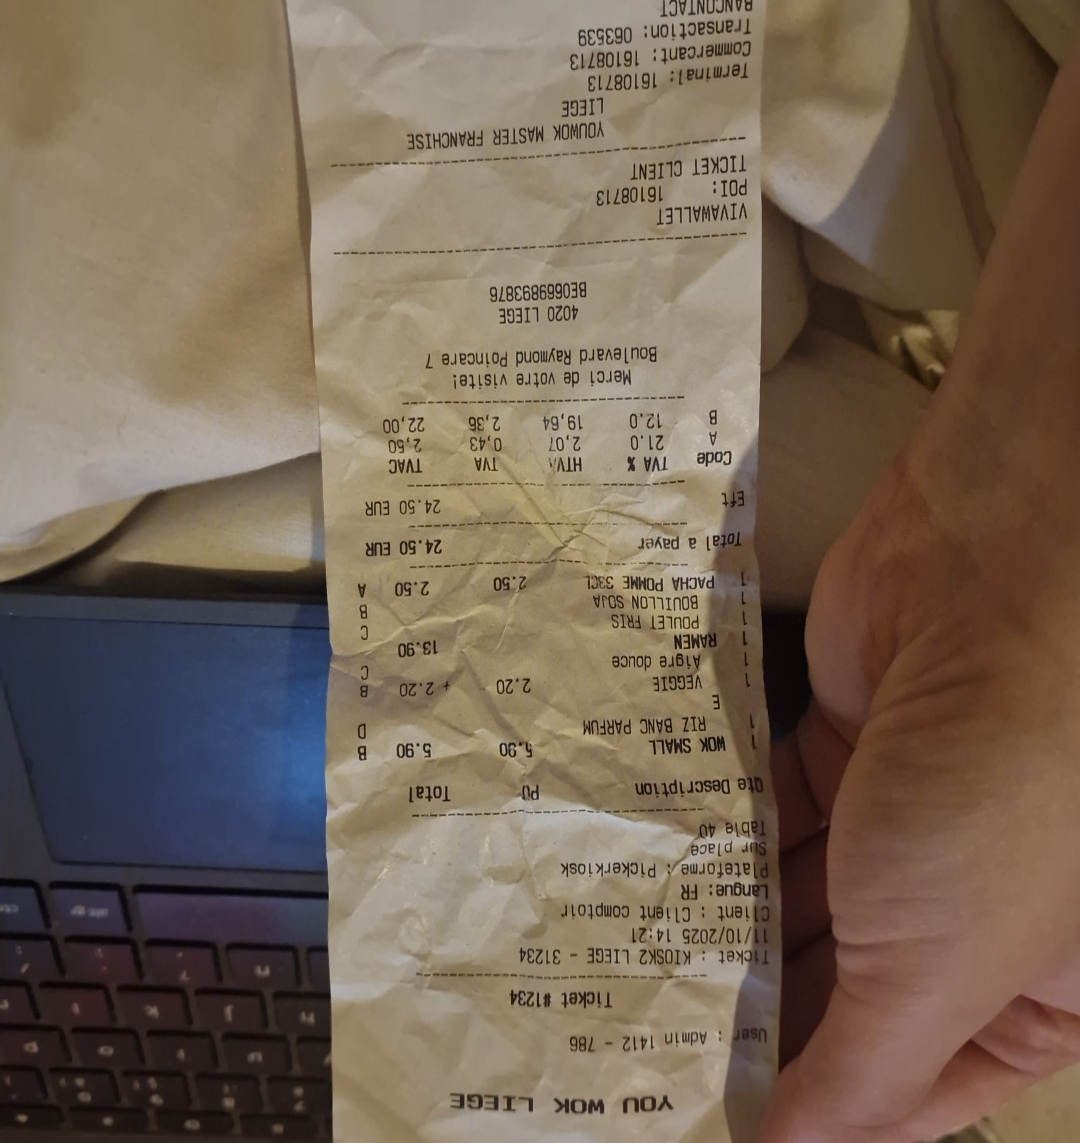 YOU WOK LIEGE
User : Admin 1412 - 786
Ticket #1234
Ticket : KIOSK2 LIEGE - 31234
11/10/2025 14:21
Client : Client comptoir
Langue: FR
Plateforme : Pickerkiosk
Sur place
Table 40
Qte Description PU Total
1 WOK SMALL 5.90 5.90 B
1 RIZ BANC PARFUM D
E
1 VEGGIE 2.20 + 2.20 B
1 Aigre douce C
1 RAMEN 13.90
1 POULET FRIS C
1 BOUILLON SOJA B
1 PACHA POMME 33CL 2.50 2.50 A
Total a payer 24.50 EUR
Eft 24.50 EUR
Code TVA % HTVA TVA TVAC
A 21.0 2,07 0,43 2,50
B 12.0 19,64 2,36 22,00
Merci de votre visite!
Boulevard Raymond Poincare 7
4020 LIEGE
BE0669893876
VIVAWALLET
POI: 16108713
TICKET CLIENT
YOUWOK MASTER FRANCHISE
LIEGE
Terminal: 16108713
Commercant: 16108713
Transaction: 063539
BANCONTACT